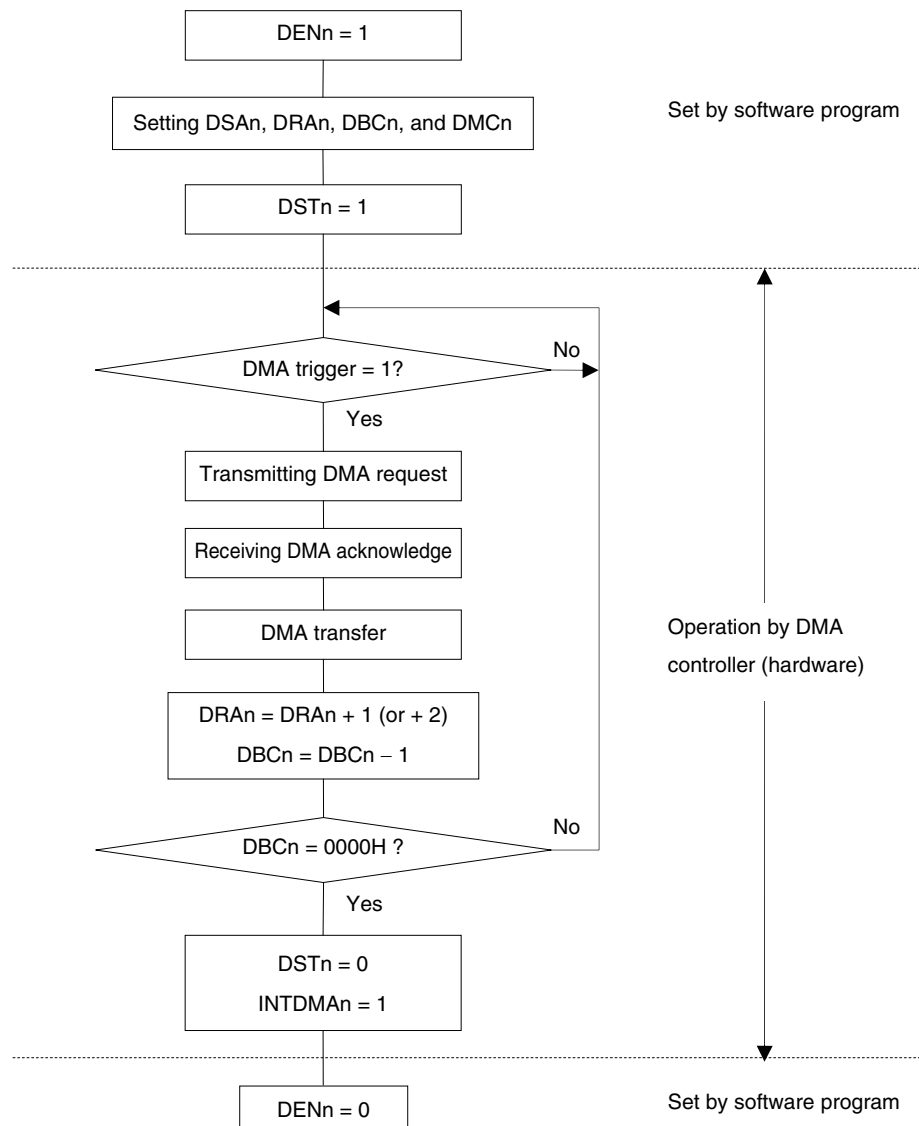 DENn = 1
Setting DSAn, DRAn, DBCn, and DMCn
Set by software program
DSTn = 1
DMA trigger = 1?
No
Yes
Transmitting DMA request
Receiving DMA acknowledge
DMA transfer
Operation by DMA
controller (hardware)
DRAn = DRAn + 1 (or + 2)
DBCn = DBCn − 1
DBCn = 0000H ?
No
Yes
DSTn = 0
INTDMAn = 1
DENn = 0
Set by software program